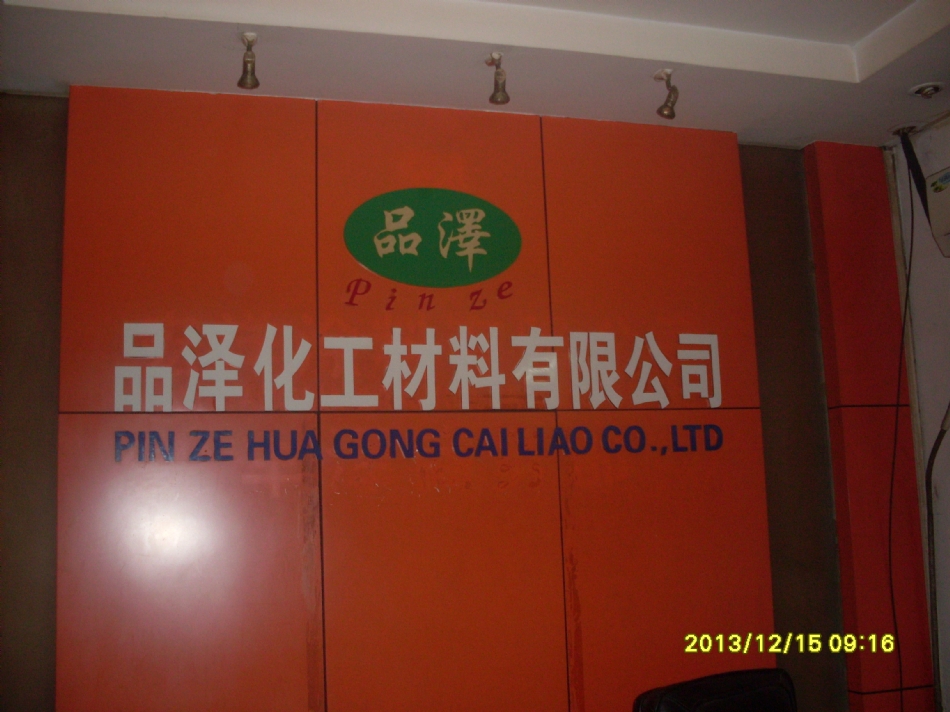 品澤
Pin ze
品泽化工材料有限公司
PIN ZE HUA GONG CAI LIAO CO.,LTD
2013/12/15 09:16